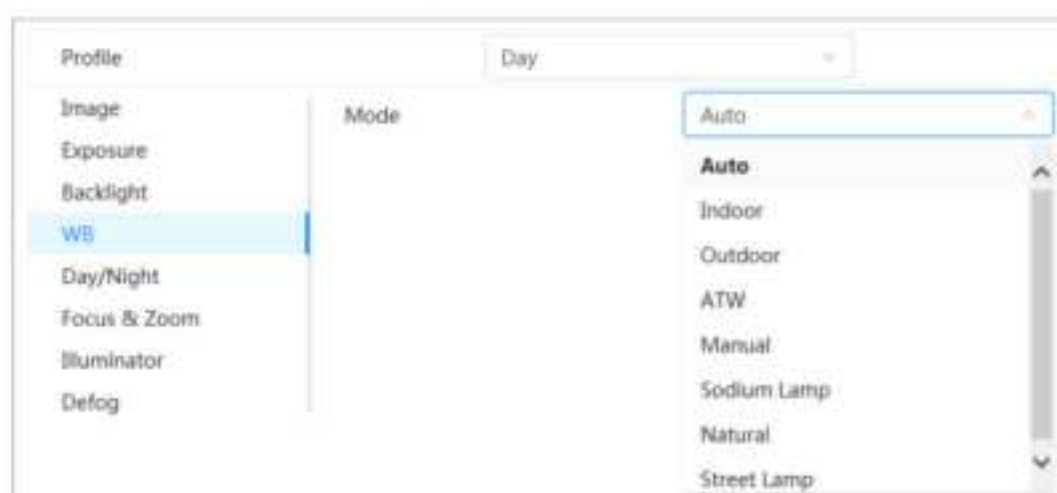 Profile Day
Image Mode Auto
Exposure Auto
Backlight Indoor
WB Outdoor
Day/Night ATW
Focus & Zoom Manual
Illuminator Sodium Lamp
Defog Natural
Street Lamp